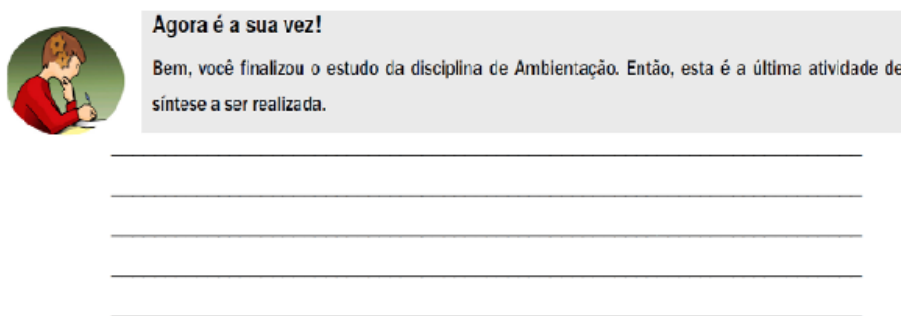 Agora é a sua vez!
Bem, você finalizou o estudo da disciplina de Ambientação. Então, esta é a última atividade de
síntese a ser realizada.